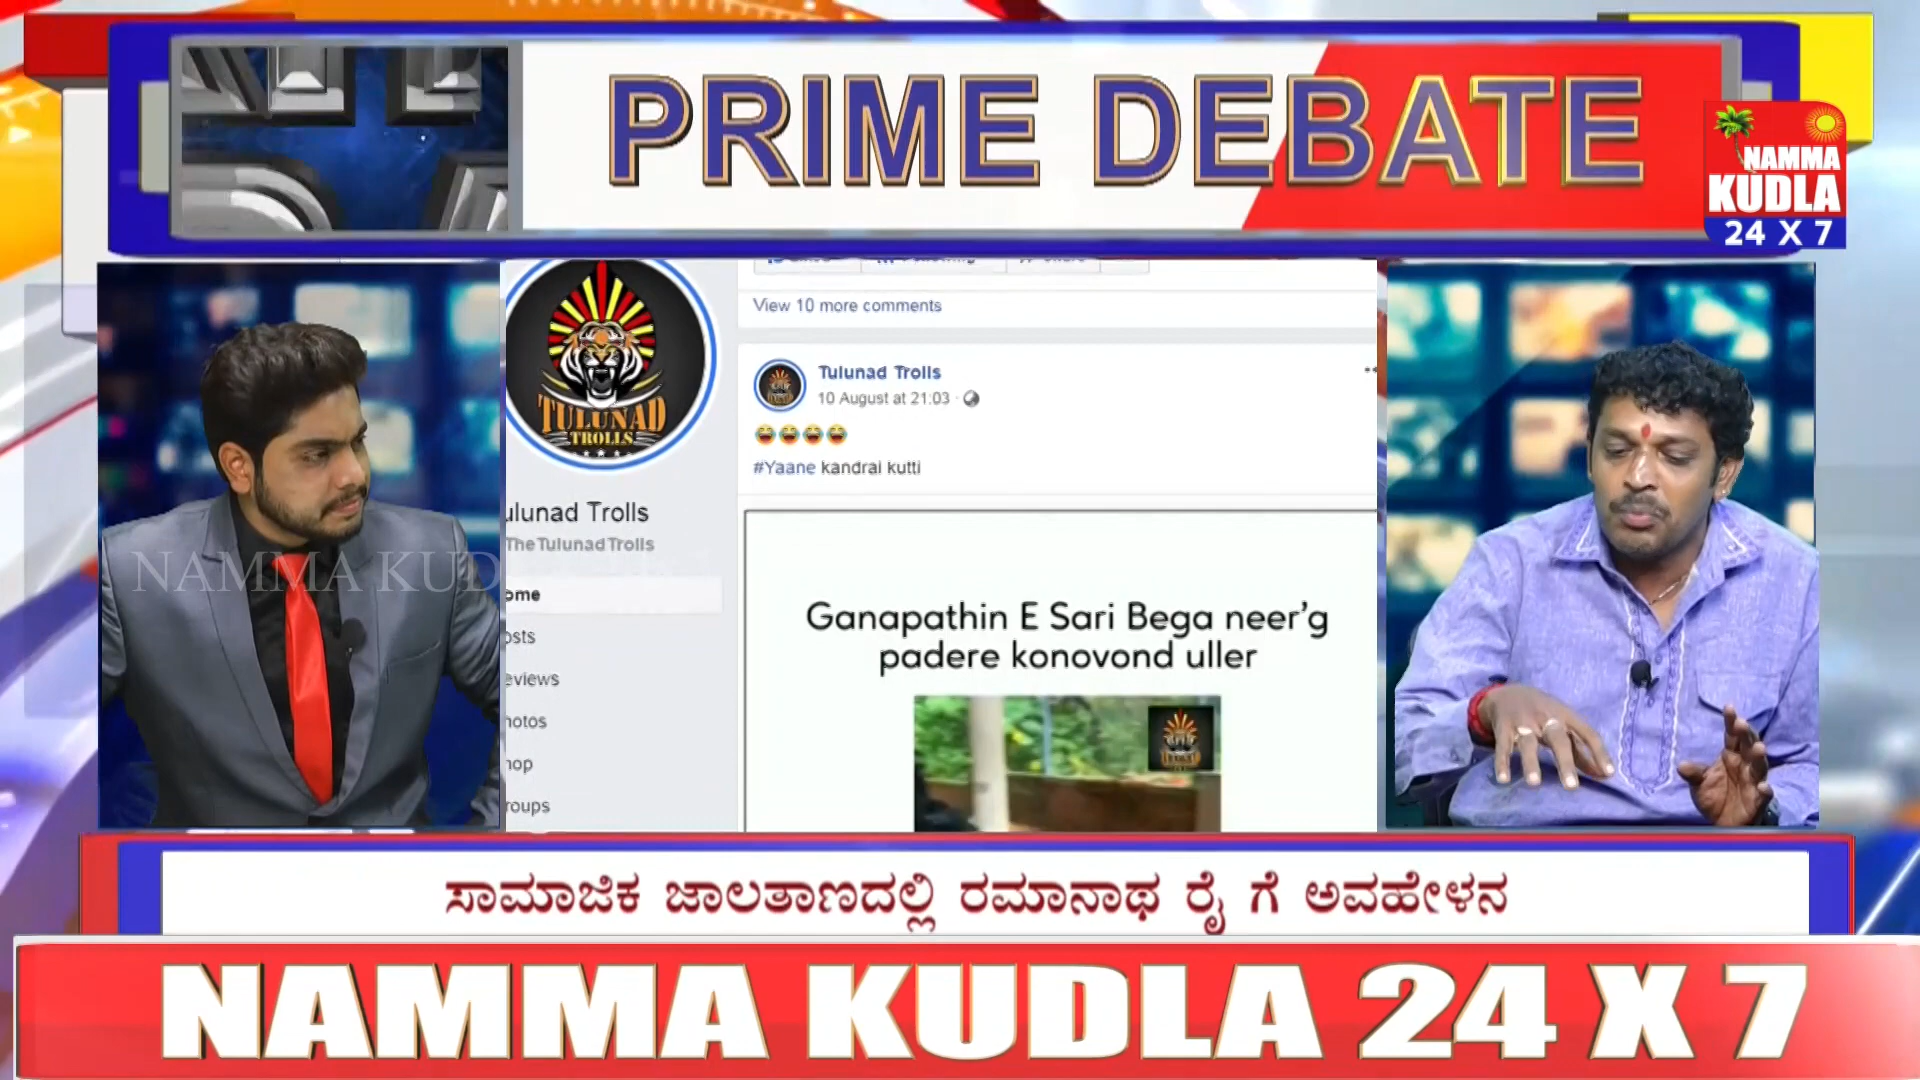 PRIME DEBATE
NAMMA
KUDLA
24 X 7
View 10 more comments
Tulunad Trolls
10 August at 21:03
#Yaane kandrai kutti
TULUNAD
TROLLS
ulunad Trolls
TheTulunadTrolls
ome
osts
eviews
hotos
hop
roups
Ganapathin E Sari Bega neer'g
padere konovond uller
NAMMA KUD
ಸಾಮಾಜಿಕ ಜಾಲತಾಣದಲ್ಲಿ ರಮಾನಾಥ ರೈ ಗೆ ಅವಹೇಳನ
NAMMA KUDLA 24 X 7